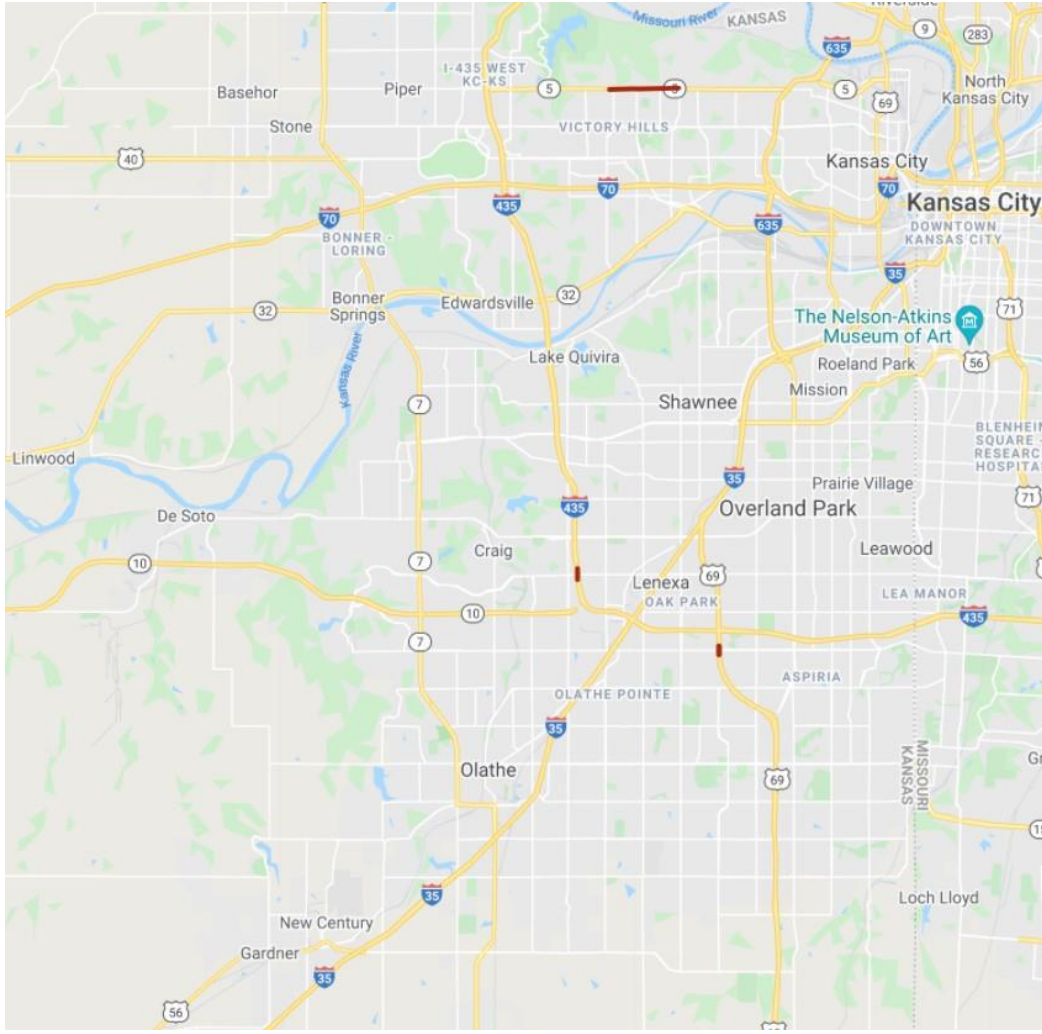 Missouri River
KANSAS
Riverside
9
283
635
I-435 WEST
KC-KS
Basehor
Piper
5
5
5
69
North
Kansas City
Stone
VICTORY HILLS
40
Kansas City
70
435
70
70
Kansas City
DOWNTOWN
KANSAS CITY
BONNER -
LORING
635
35
32
Bonner
Springs
Edwardsville
32
71
The Nelson-Atkins
Museum of Art
Kansas River
Lake Quivira
Roeland Park
56
Mission
7
Shawnee
BLENHEIM
SQUARE -
RESEARCH
HOSPITAL
Linwood
35
Prairie Village
71
De Soto
435
Overland Park
Craig
Leawood
10
7
Lenexa
69
OAK PARK
LEA MANOR
10
435
7
ASPIRIA
OLATHE POINTE
35
MISSOURI
KANSAS
Olathe
69
35
Loch Lloyd
New Century
Gardner
35
56